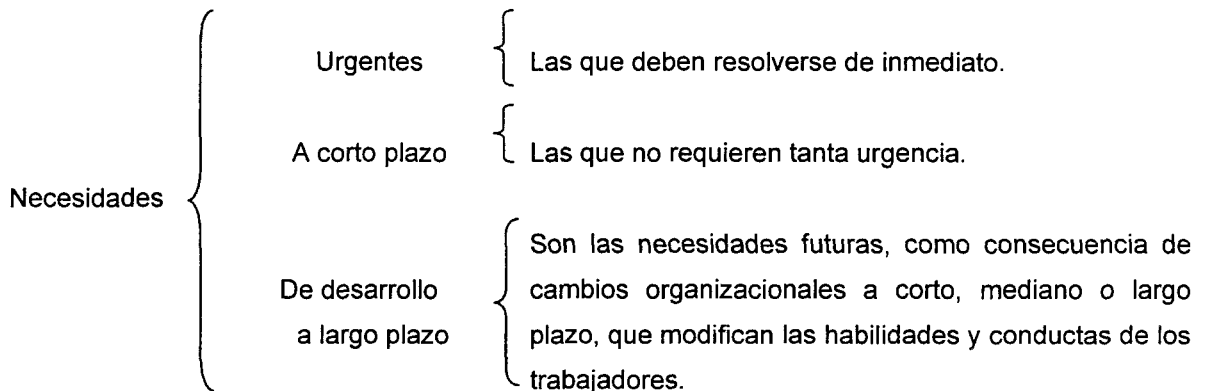 Necesidades
Urgentes
Las que deben resolverse de inmediato.
A corto plazo
Las que no requieren tanta urgencia.
De desarrollo
a largo plazo
Son las necesidades futuras, como consecuencia de
cambios organizacionales a corto, mediano o largo
plazo, que modifican las habilidades y conductas de los
trabajadores.